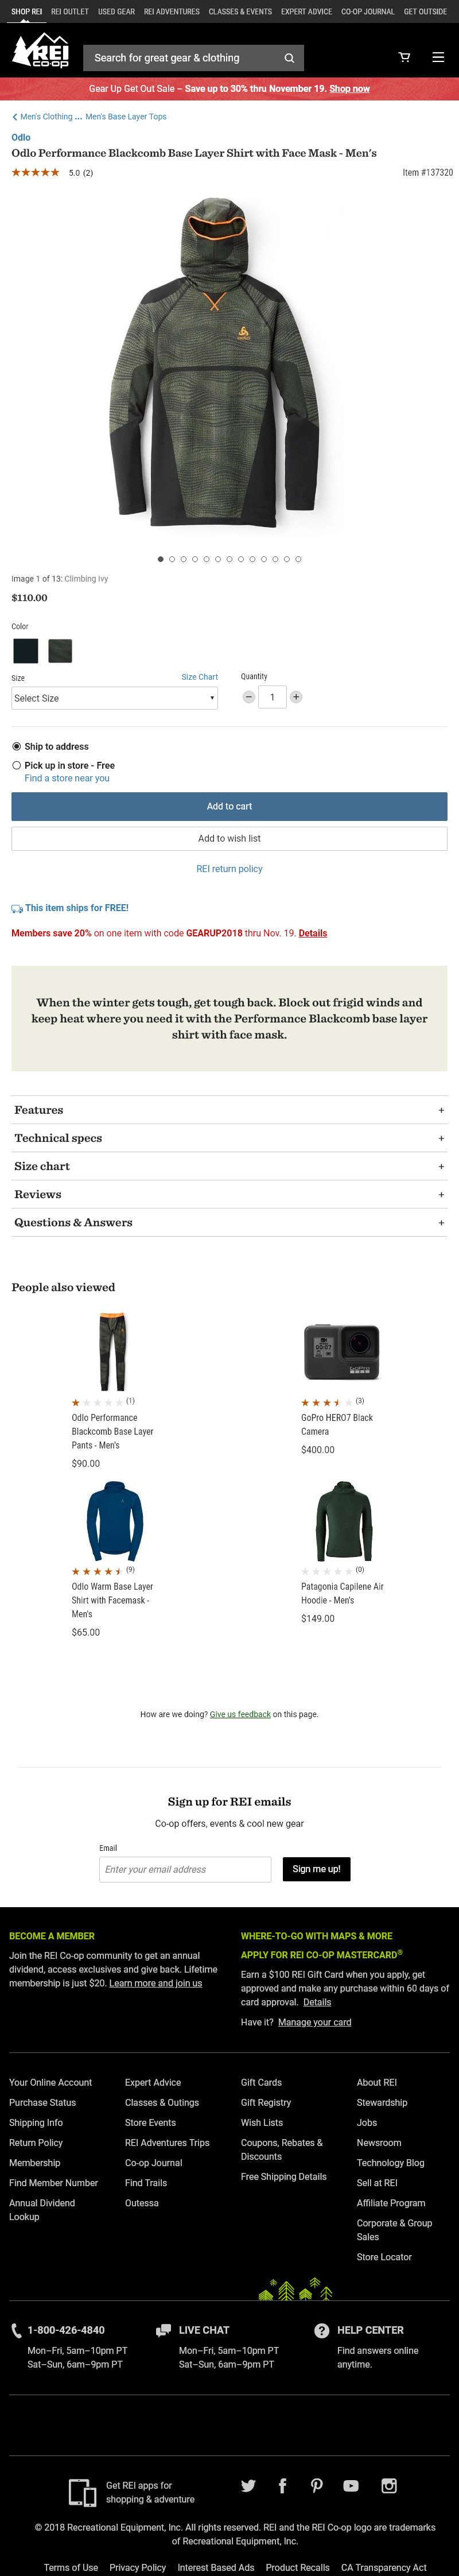 SHOP REI REI OUTLET USED GEAR REI ADVENTURES CLASSES & EVENTS EXPERT ADVICE CO-OP JOURNAL GET OUTSIDE
REI
co-op
Search for great gear & clothing
Gear Up Get Out Sale – Save up to 30% thru November 19. Shop now
Men's Clothing ... Men's Base Layer Tops
Odlo
Odlo Performance Blackcomb Base Layer Shirt with Face Mask - Men's
5.0 (2)
Item #137320
Image 1 of 13: Climbing Ivy
$110.00
Color
Size
Size Chart
Quantity
Select Size
1
Ship to address
Pick up in store - Free
Find a store near you
Add to cart
Add to wish list
REI return policy
This item ships for FREE!
Members save 20% on one item with code GEARUP2018 thru Nov. 19. Details
When the winter gets tough, get tough back. Block out frigid winds and
keep heat where you need it with the Performance Blackcomb base layer
shirt with face mask.
Features +
Technical specs +
Size chart +
Reviews +
Questions & Answers +
People also viewed
(1)
Odlo Performance
Blackcomb Base Layer
Pants - Men's
$90.00
(3)
GoPro HERO7 Black
Camera
$400.00
(9)
Odlo Warm Base Layer
Shirt with Facemask -
Men's
$65.00
(0)
Patagonia Capilene Air
Hoodie - Men's
$149.00
How are we doing? Give us feedback on this page.
Sign up for REI emails
Co-op offers, events & cool new gear
Email
Enter your email address
Sign me up!
BECOME A MEMBER
Join the REI Co-op community to get an annual
dividend, access exclusives and give back. Lifetime
membership is just $20. Learn more and join us
WHERE-TO-GO WITH MAPS & MORE
APPLY FOR REI CO-OP MASTERCARD®
Earn a $100 REI Gift Card when you apply, get
approved and make any purchase within 60 days of
card approval. Details
Have it? Manage your card
Your Online Account
Purchase Status
Shipping Info
Return Policy
Membership
Find Member Number
Annual Dividend
Lookup
Expert Advice
Classes & Outings
Store Events
REI Adventures Trips
Co-op Journal
Find Trails
Outessa
Gift Cards
Gift Registry
Wish Lists
Coupons, Rebates &
Discounts
Free Shipping Details
About REI
Stewardship
Jobs
Newsroom
Technology Blog
Sell at REI
Affiliate Program
Corporate & Group
Sales
Store Locator
1-800-426-4840
Mon–Fri, 5am–10pm PT
Sat–Sun, 6am–9pm PT
LIVE CHAT
Mon–Fri, 5am–10pm PT
Sat–Sun, 6am–9pm PT
HELP CENTER
Find answers online
anytime.
Get REI apps for
shopping & adventure
© 2018 Recreational Equipment, Inc. All rights reserved. REI and the REI Co-op logo are trademarks
of Recreational Equipment, Inc.
Terms of Use Privacy Policy Interest Based Ads Product Recalls CA Transparency Act